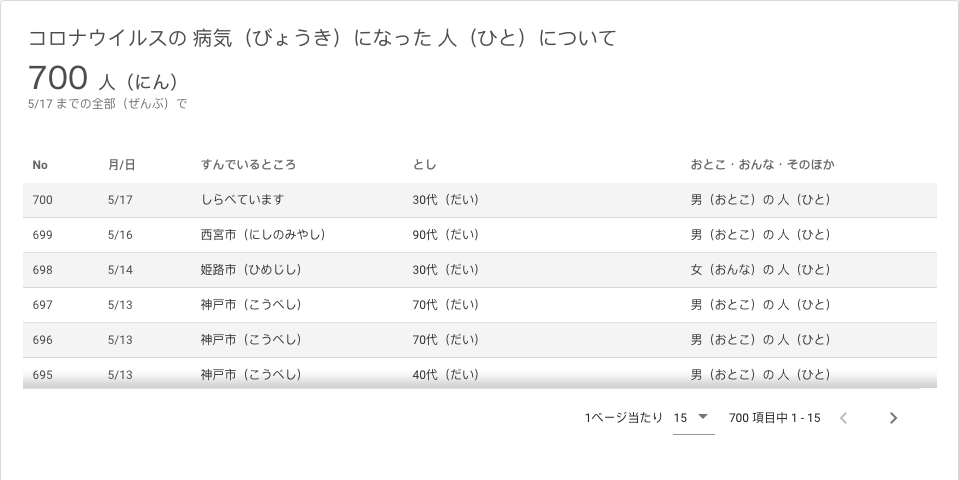 コロナウイルスの 病気（びょうき）になった 人（ひと）について
700 人（にん）
5/17 までの全部（ぜんぶ）で
No 月/日 すんでいるところ とし おとこ・おんな・そのほか
700 5/17 しらべています 30代（だい） 男（おとこ）の 人（ひと）
699 5/16 西宮市（にしのみやし） 90代（だい） 男（おとこ）の 人（ひと）
698 5/14 姫路市（ひめじし） 30代（だい） 女（おんな）の 人（ひと）
697 5/13 神戸市（こうべし） 70代（だい） 男（おとこ）の 人（ひと）
696 5/13 神戸市（こうべし） 70代（だい） 男（おとこ）の 人（ひと）
695 5/13 神戸市（こうべし） 40代（だい） 男（おとこ）の 人（ひと）
1ページ当たり 15 700 項目中 1 - 15